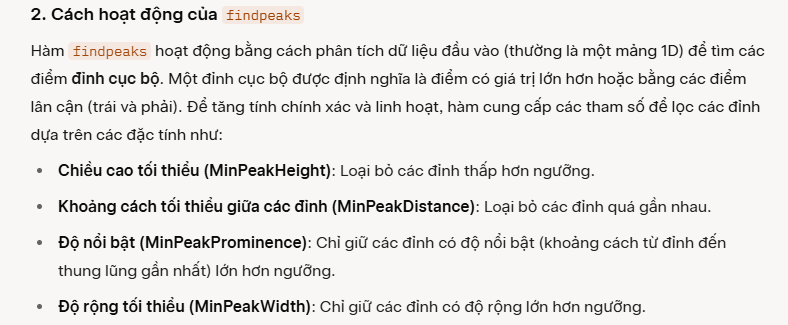 2. Cách hoạt động của findpeaks
Hàm findpeaks hoạt động bằng cách phân tích dữ liệu đầu vào (thường là một mảng 1D) để tìm các
điểm đỉnh cục bộ. Một đỉnh cục bộ được định nghĩa là điểm có giá trị lớn hơn hoặc bằng các điểm
lân cận (trái và phải). Để tăng tính chính xác và linh hoạt, hàm cung cấp các tham số để lọc các đỉnh
dựa trên các đặc tính như:
• Chiều cao tối thiểu (MinPeakHeight): Loại bỏ các đỉnh thấp hơn ngưỡng.
• Khoảng cách tối thiểu giữa các đỉnh (MinPeakDistance): Loại bỏ các đỉnh quá gần nhau.
• Độ nổi bật (MinPeakProminence): Chỉ giữ các đỉnh có độ nổi bật (khoảng cách từ đỉnh đến
thung lũng gần nhất) lớn hơn ngưỡng.
• Độ rộng tối thiểu (MinPeakWidth): Chỉ giữ các đỉnh có độ rộng lớn hơn ngưỡng.